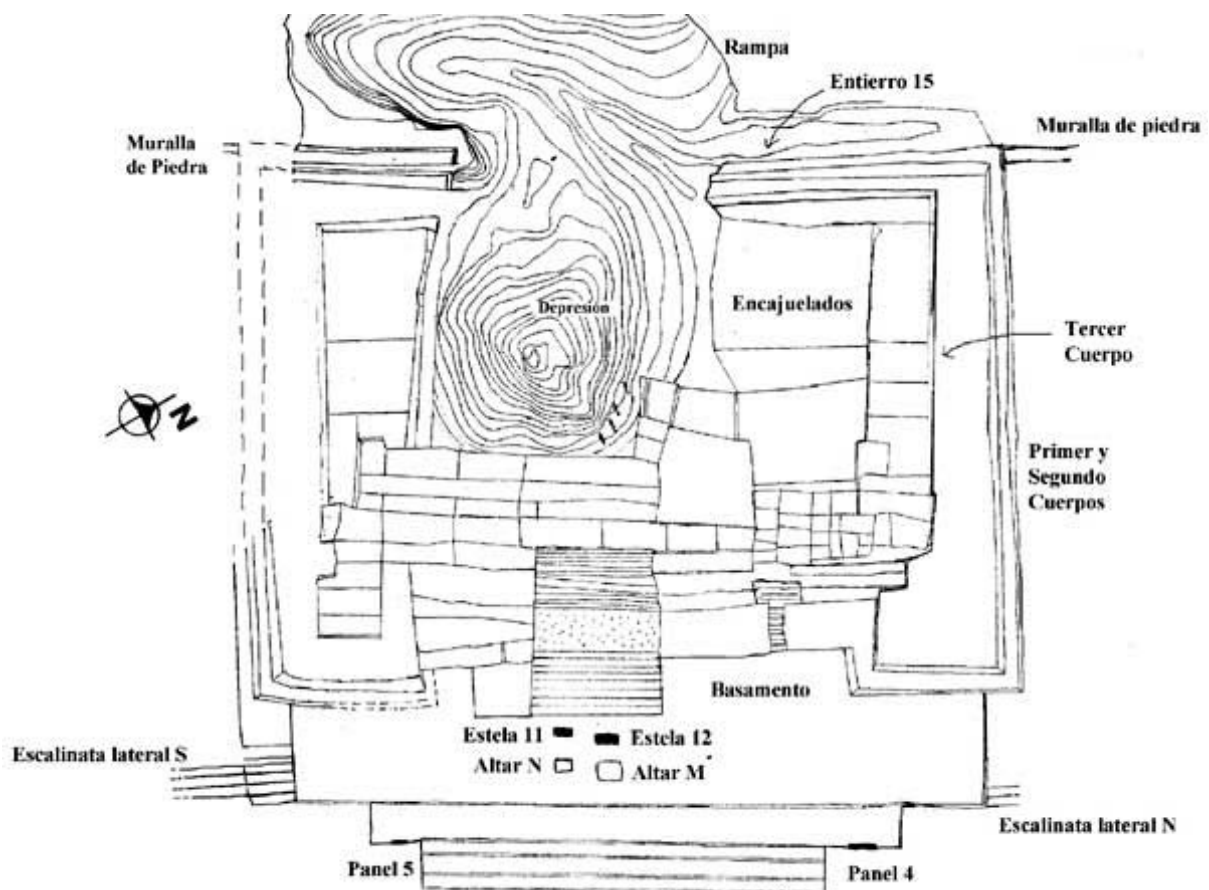 Rampa
Entierro 15
Muralla
de Piedra
Muralla de piedra
Depresión
Encajuelados
Tercer
Cuerpo
N
Primer y
Segundo
Cuerpos
Basamento
Estela 11
Estela 12
Altar N
Altar M
Escalinata lateral S
Escalinata lateral N
Panel 5
Panel 4